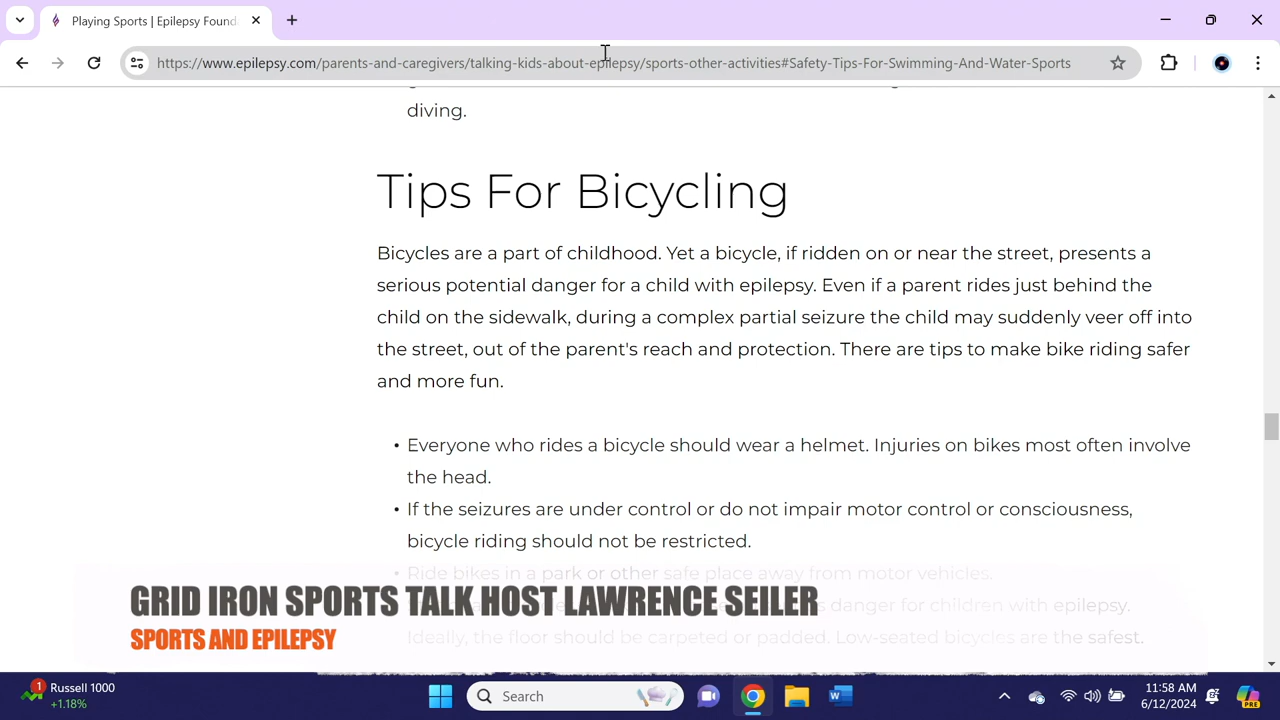 Playing Sports | Epilepsy Found
https://www.epilepsy.com/parents-and-caregivers/talking-kids-about-epilepsy/sports-other-activities#Safety-Tips-For-Swimming-And-Water-Sports
diving.
Tips For Bicycling
Bicycles are a part of childhood. Yet a bicycle, if ridden on or near the street, presents a
serious potential danger for a child with epilepsy. Even if a parent rides just behind the
child on the sidewalk, during a complex partial seizure the child may suddenly veer off into
the street, out of the parent's reach and protection. There are tips to make bike riding safer
and more fun.
• Everyone who rides a bicycle should wear a helmet. Injuries on bikes most often involve
the head.
• If the seizures are under control or do not impair motor control or consciousness,
bicycle riding should not be restricted.
• Ride bikes in a park or other safe place away from motor vehicles.
GRID IRON SPORTS TALK HOST LAWRENCE SEILER
danger for children with epilepsy.
SPORTS AND EPILEPSY
Ideally, the floor should be carpeted or padded. Low-seated bicycles are the safest.
1
Russell 1000
+1.18%
Search
W
PRE
11:58 AM
6/12/2024